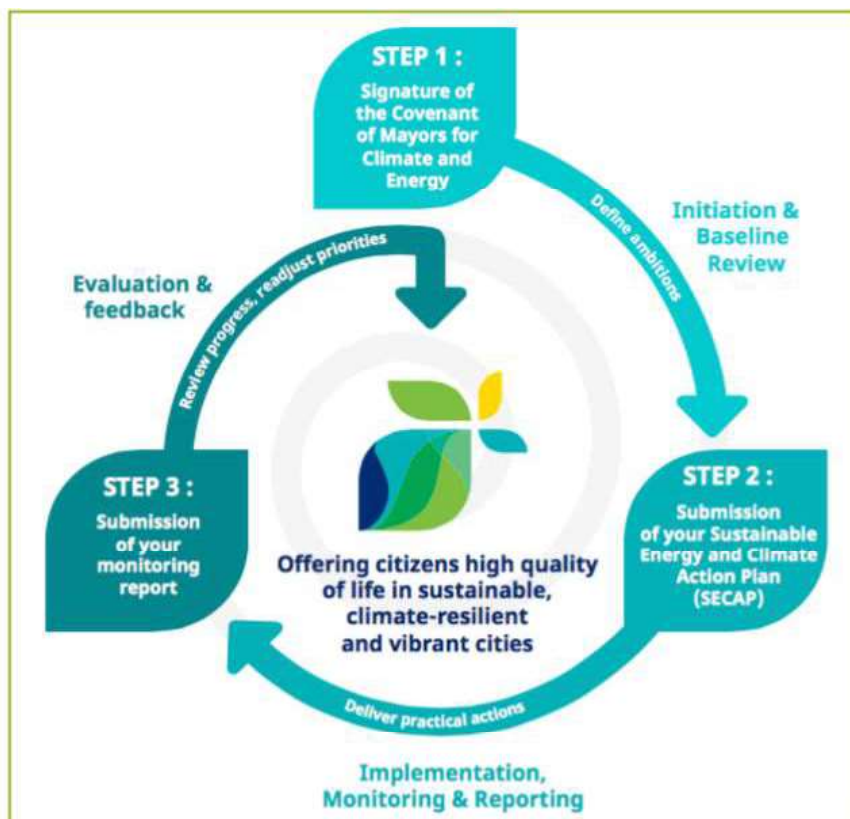 STEP 1 :
Signature of
the Covenant
of Mayors for
Climate and
Energy
Define ambitions
Initiation &
Baseline
Review
STEP 2 :
Submission
of your Sustainable
Energy and Climate
Action Plan
(SECAP)
Deliver practical actions
Implementation,
Monitoring & Reporting
STEP 3 :
Submission
of your
monitoring
report
Review progress, readjust priorities
Evaluation &
feedback
Offering citizens high quality
of life in sustainable,
climate-resilient
and vibrant cities